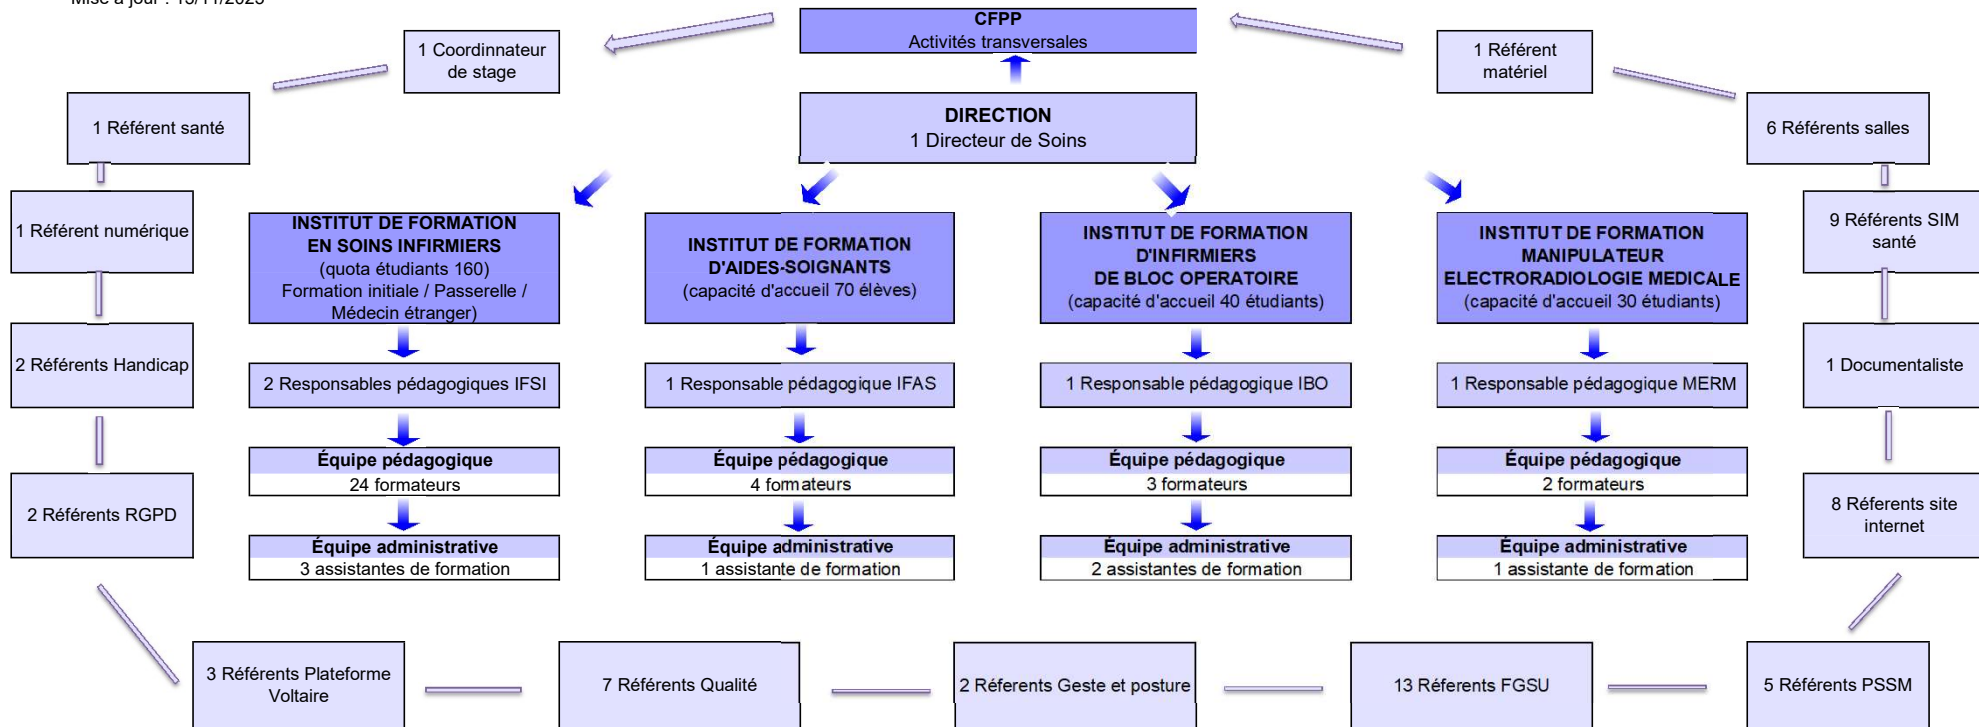 Mise à jour : 13/11/2023
CFPP
Activités transversales
1 Coordinnateur
de stage
1 Référent
matériel
DIRECTION
1 Directeur de Soins
1 Référent santé
6 Référents salles
1 Référent numérique
INSTITUT DE FORMATION
EN SOINS INFIRMIERS
(quota étudiants 160)
Formation initiale / Passerelle /
Médecin étranger)
INSTITUT DE FORMATION
D'AIDES-SOIGNANTS
(capacité d'accueil 70 élèves)
INSTITUT DE FORMATION
D'INFIRMIERS
DE BLOC OPERATOIRE
(capacité d'accueil 40 étudiants)
INSTITUT DE FORMATION
MANIPULATEUR
ELECTRORADIOLOGIE MEDICALE
(capacité d'accueil 30 étudiants)
9 Référents SIM
santé
2 Référents Handicap
2 Responsables pédagogiques IFSI
1 Responsable pédagogique IFAS
1 Responsable pédagogique IBO
1 Responsable pédagogique MERM
1 Documentaliste
Équipe pédagogique
24 formateurs
Équipe pédagogique
4 formateurs
Équipe pédagogique
3 formateurs
Équipe pédagogique
2 formateurs
2 Référents RGPD
8 Réferents site
internet
Équipe administrative
3 assistantes de formation
Équipe administrative
1 assistante de formation
Équipe administrative
2 assistantes de formation
Équipe administrative
1 assistante de formation
3 Référents Plateforme
Voltaire
7 Référents Qualité
2 Réferents Geste et posture
13 Réferents FGSU
5 Référents PSSM